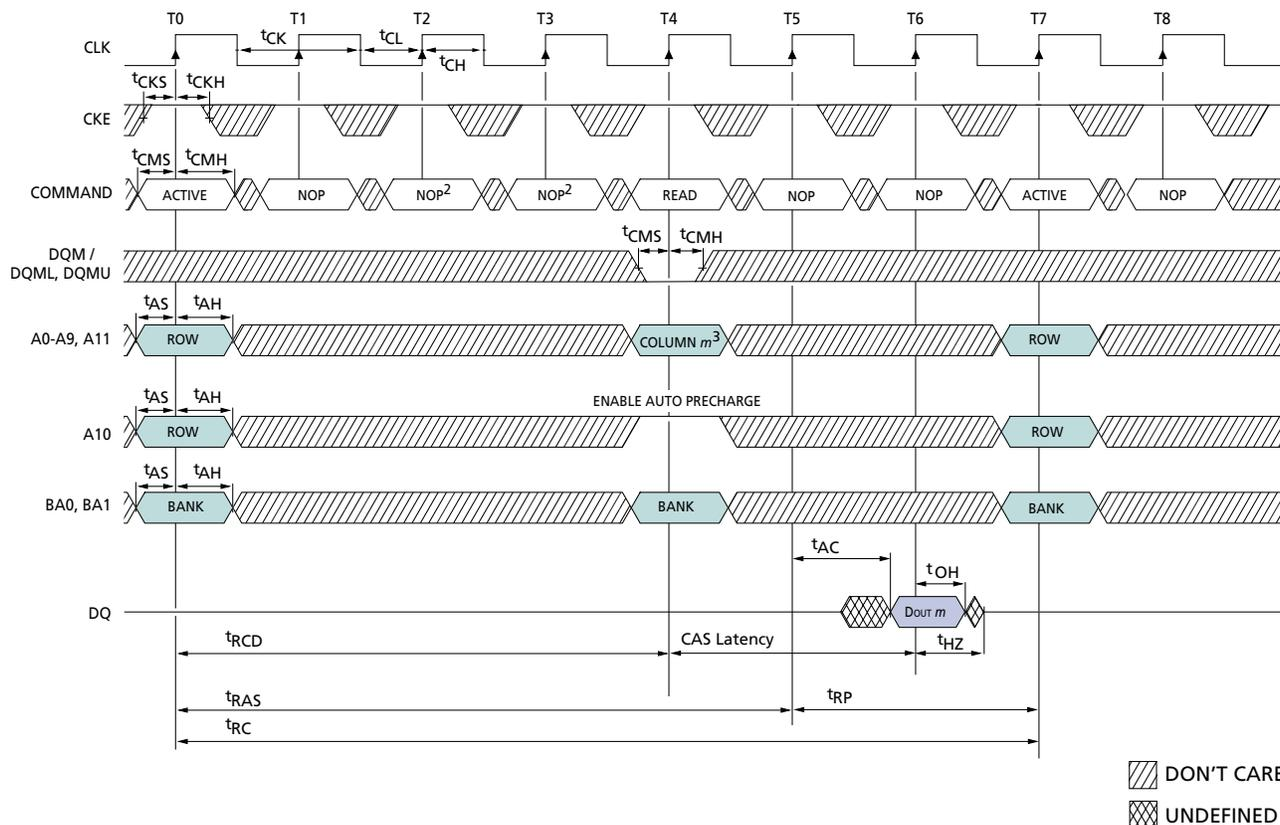 T0 T1 T2 T3 T4 T5 T6 T7 T8
CLK
tCK tCL
tCH
tCKS tCKH
CKE
tCMS tCMH
COMMAND ACTIVE NOP NOP2 NOP2 READ NOP NOP ACTIVE NOP
tCMS tCMH
DQM /
DQML, DQMU
tAS tAH
A0-A9, A11 ROW COLUMN m3 ROW
tAS tAH
ENABLE AUTO PRECHARGE
A10 ROW ROW
tAS tAH
BA0, BA1 BANK BANK BANK
tAC
tOH
DQ DOUT m
tRCD CAS Latency tHZ
tRAS tRP
tRC
DON'T CARE
UNDEFINED